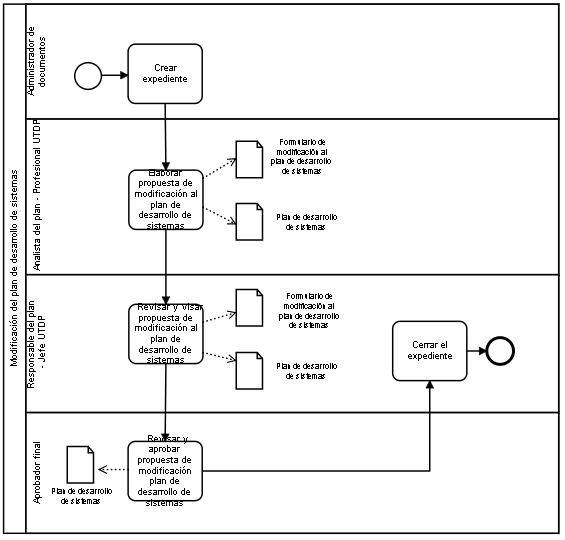 Modificación del plan de desarrollo de sistemas
Administrador de
documentos
Crear
expediente
Analista del plan - Profesional UTDP
Elaborar
propuesta de
modificación al
plan de
desarrollo de
sistemas
Formulario de
modificación al
plan de desarrollo
de sistemas
Plan de desarrollo
de sistemas
Responsable del plan
- Jefe UTDP
Revisar y visar
propuesta de
modificación al
plan de
desarrollo de
sistemas
Formulario de
modificación al
plan de desarrollo
de sistemas
Plan de desarrollo
de sistemas
Cerrar el
expediente
Aprobador final
Revisar y
aprobar
propuesta de
modificación
plan de
desarrollo de
sistemas
Plan de desarrollo
de sistemas